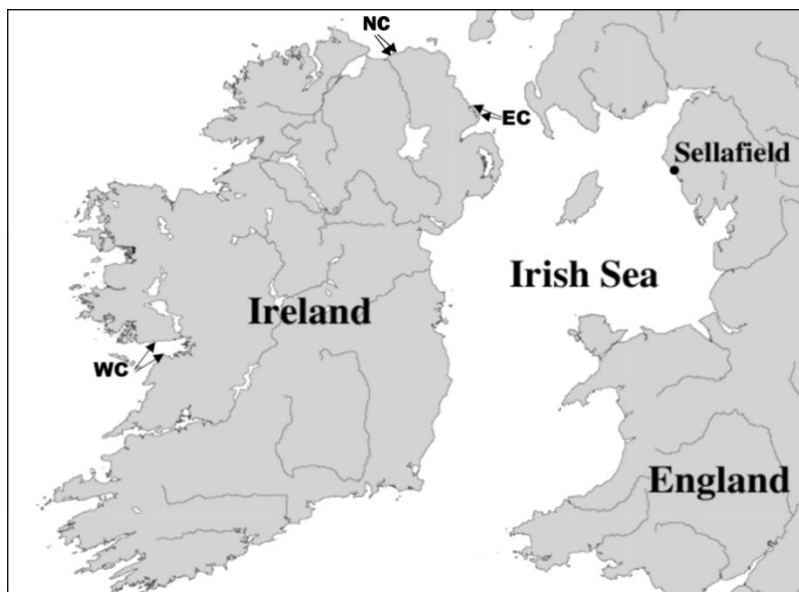 NC
EC
Sellafield
Irish Sea
Ireland
WC
England